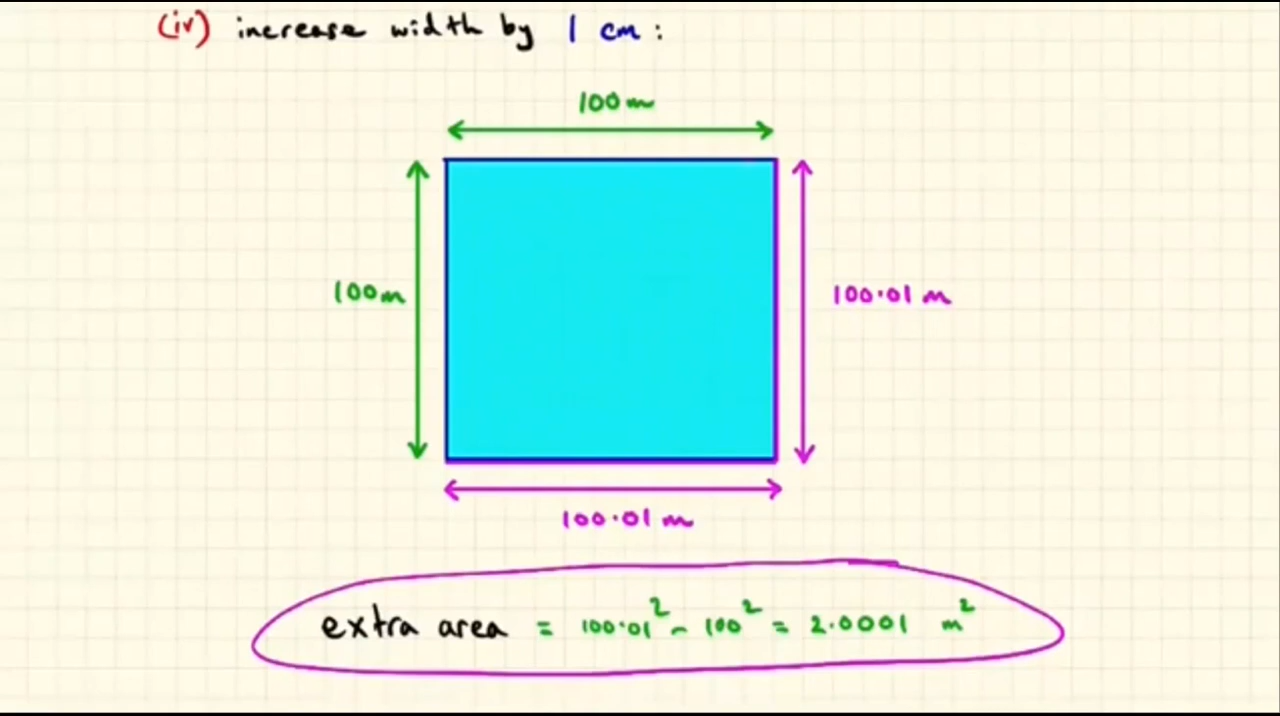 (iv) increase width by 1 cm:
100m
100m
100·01 m
100·01 m
extra area = 100·01² - 100² = 2.0001 m²